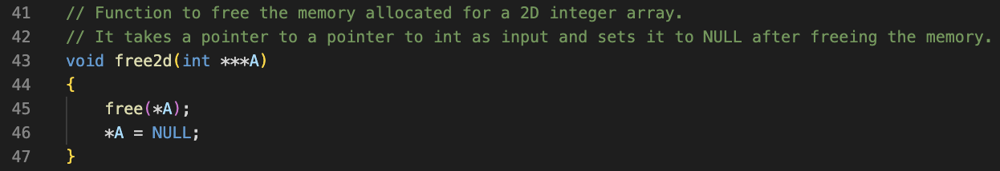 41 // Function to free the memory allocated for a 2D integer array.
42 // It takes a pointer to a pointer to int as input and sets it to NULL after freeing the memory.
43 void free2d(int ***A)
44 {
45     free(*A);
46     *A = NULL;
47 }